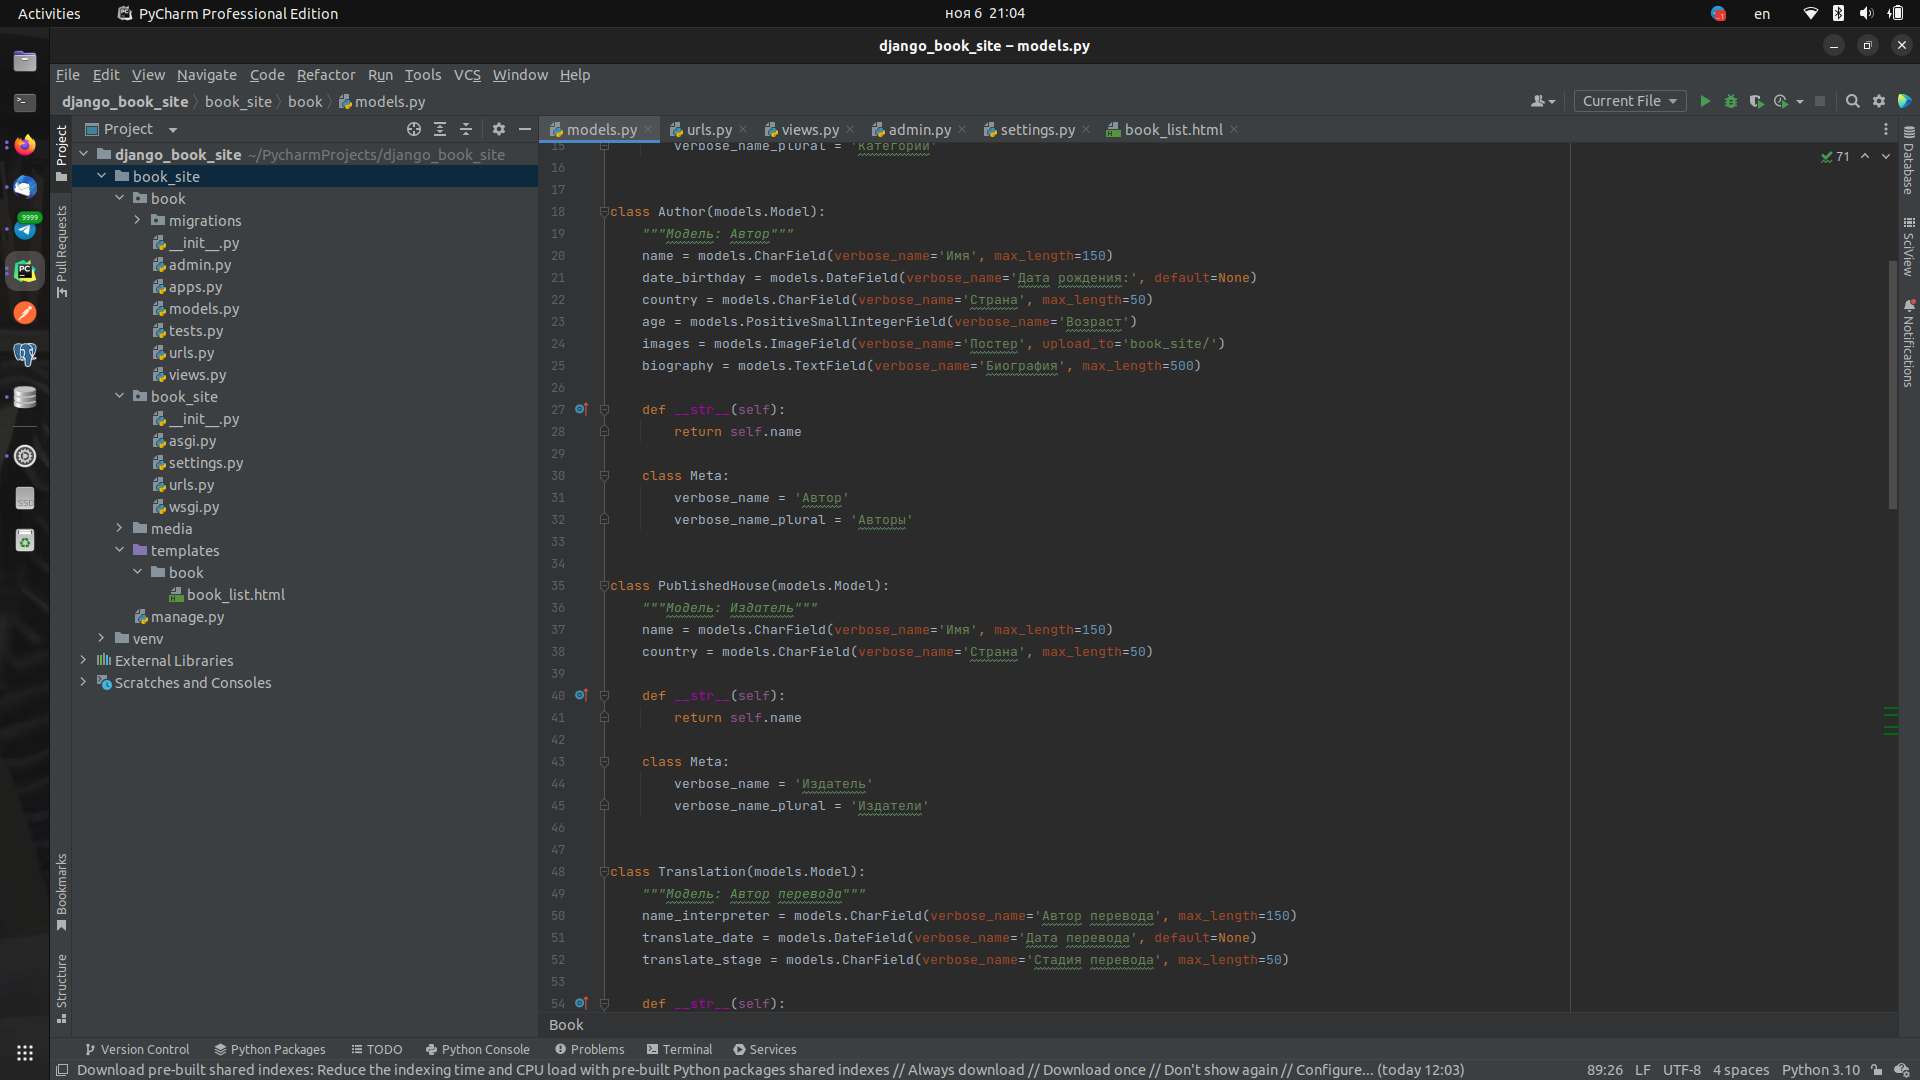 Activities PyCharm Professional Edition ноя 6 21:04 en
django_book_site – models.py
File Edit View Navigate Code Refactor Run Tools VCS Window Help
django_book_site book_site book models.py Current File
Project
models.py urls.py views.py admin.py settings.py book_list.html
django_book_site ~/PycharmProjects/django_book_site
book_site
book
migrations
__init__.py
admin.py
apps.py
models.py
tests.py
urls.py
views.py
book_site
__init__.py
asgi.py
settings.py
urls.py
wsgi.py
media
templates
book
book_list.html
manage.py
venv
External Libraries
Scratches and Consoles
Project
Pull Requests
Bookmarks
Structure
9999
SSD
71
15 verbose_name_plural = 'Категории'
16
17
18 class Author(models.Model):
19 """Модель: Автор"""
20 name = models.CharField(verbose_name='Имя', max_length=150)
21 date_birthday = models.DateField(verbose_name='Дата рождения:', default=None)
22 country = models.CharField(verbose_name='Страна', max_length=50)
23 age = models.PositiveSmallIntegerField(verbose_name='Возраст')
24 images = models.ImageField(verbose_name='Постер', upload_to='book_site/')
25 biography = models.TextField(verbose_name='Биография', max_length=500)
26
27 def __str__(self):
28 return self.name
29
30 class Meta:
31 verbose_name = 'Автор'
32 verbose_name_plural = 'Авторы'
33
34
35 class PublishedHouse(models.Model):
36 """Модель: Издатель"""
37 name = models.CharField(verbose_name='Имя', max_length=150)
38 country = models.CharField(verbose_name='Страна', max_length=50)
39
40 def __str__(self):
41 return self.name
42
43 class Meta:
44 verbose_name = 'Издатель'
45 verbose_name_plural = 'Издатели'
46
47
48 class Translation(models.Model):
49 """Модель: Автор перевода"""
50 name_interpreter = models.CharField(verbose_name='Автор перевода', max_length=150)
51 translate_date = models.DateField(verbose_name='Дата перевода', default=None)
52 translate_stage = models.CharField(verbose_name='Стадия перевода', max_length=50)
53
54 def __str__(self):
Book
Database
SciView
Notifications
Version Control Python Packages TODO Python Console Problems Terminal Services
Download pre-built shared indexes: Reduce the indexing time and CPU load with pre-built Python packages shared indexes // Always download // Download once // Don't show again // Configure... (today 12:03) 89:26 LF UTF-8 4 spaces Python 3.10